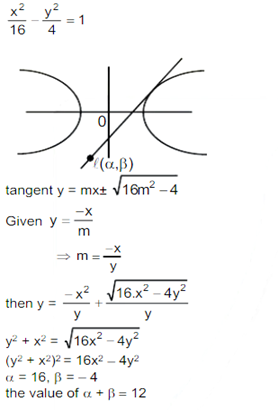 x²/16 − y²/4 = 1
0
ℓ(α,β)
tangent y = mx± √(16m² −4)
Given y = −x/m
⇒ m = −x/y
then y = −x²/y + √(16.x² − 4y²)/y
y² + x² = √(16x² − 4y²)
(y² + x²)² = 16x² – 4y²
α = 16, β = – 4
the value of α + β = 12